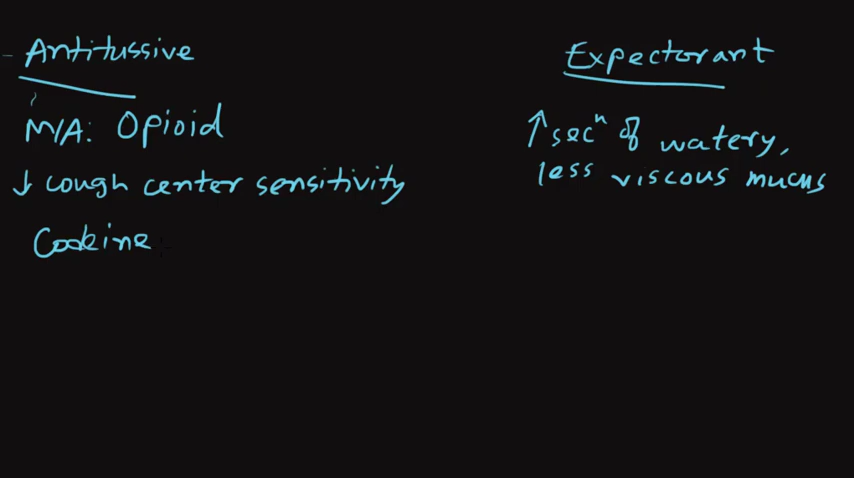 - Antitussive
M/A: Opioid
↓ cough center sensitivity
Codeine
Expectorant
↑ secⁿ of watery,
less viscous mucus